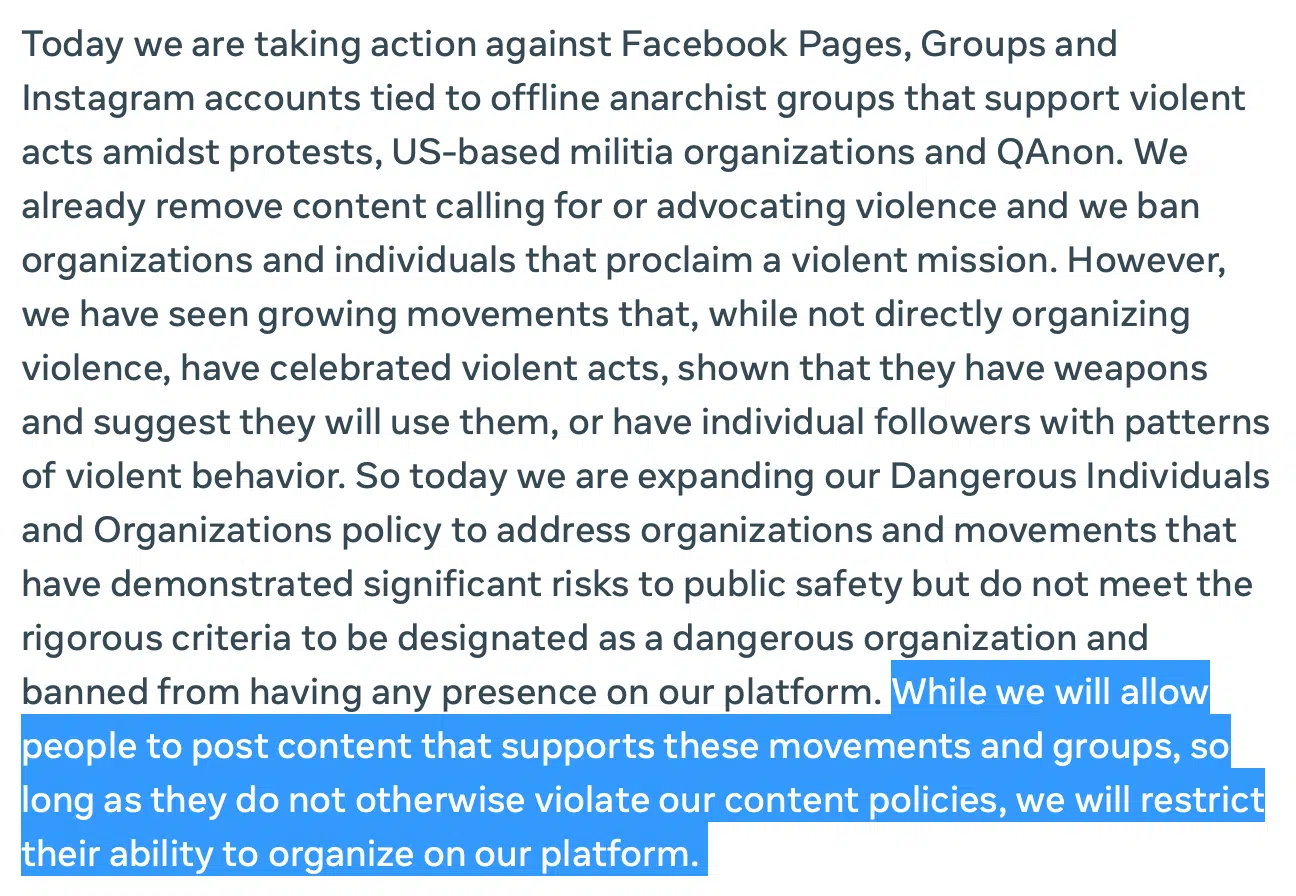 Today we are taking action against Facebook Pages, Groups and
Instagram accounts tied to offline anarchist groups that support violent
acts amidst protests, US-based militia organizations and QAnon. We
already remove content calling for or advocating violence and we ban
organizations and individuals that proclaim a violent mission. However,
we have seen growing movements that, while not directly organizing
violence, have celebrated violent acts, shown that they have weapons
and suggest they will use them, or have individual followers with patterns
of violent behavior. So today we are expanding our Dangerous Individuals
and Organizations policy to address organizations and movements that
have demonstrated significant risks to public safety but do not meet the
rigorous criteria to be designated as a dangerous organization and
banned from having any presence on our platform. While we will allow
people to post content that supports these movements and groups, so
long as they do not otherwise violate our content policies, we will restrict
their ability to organize on our platform.